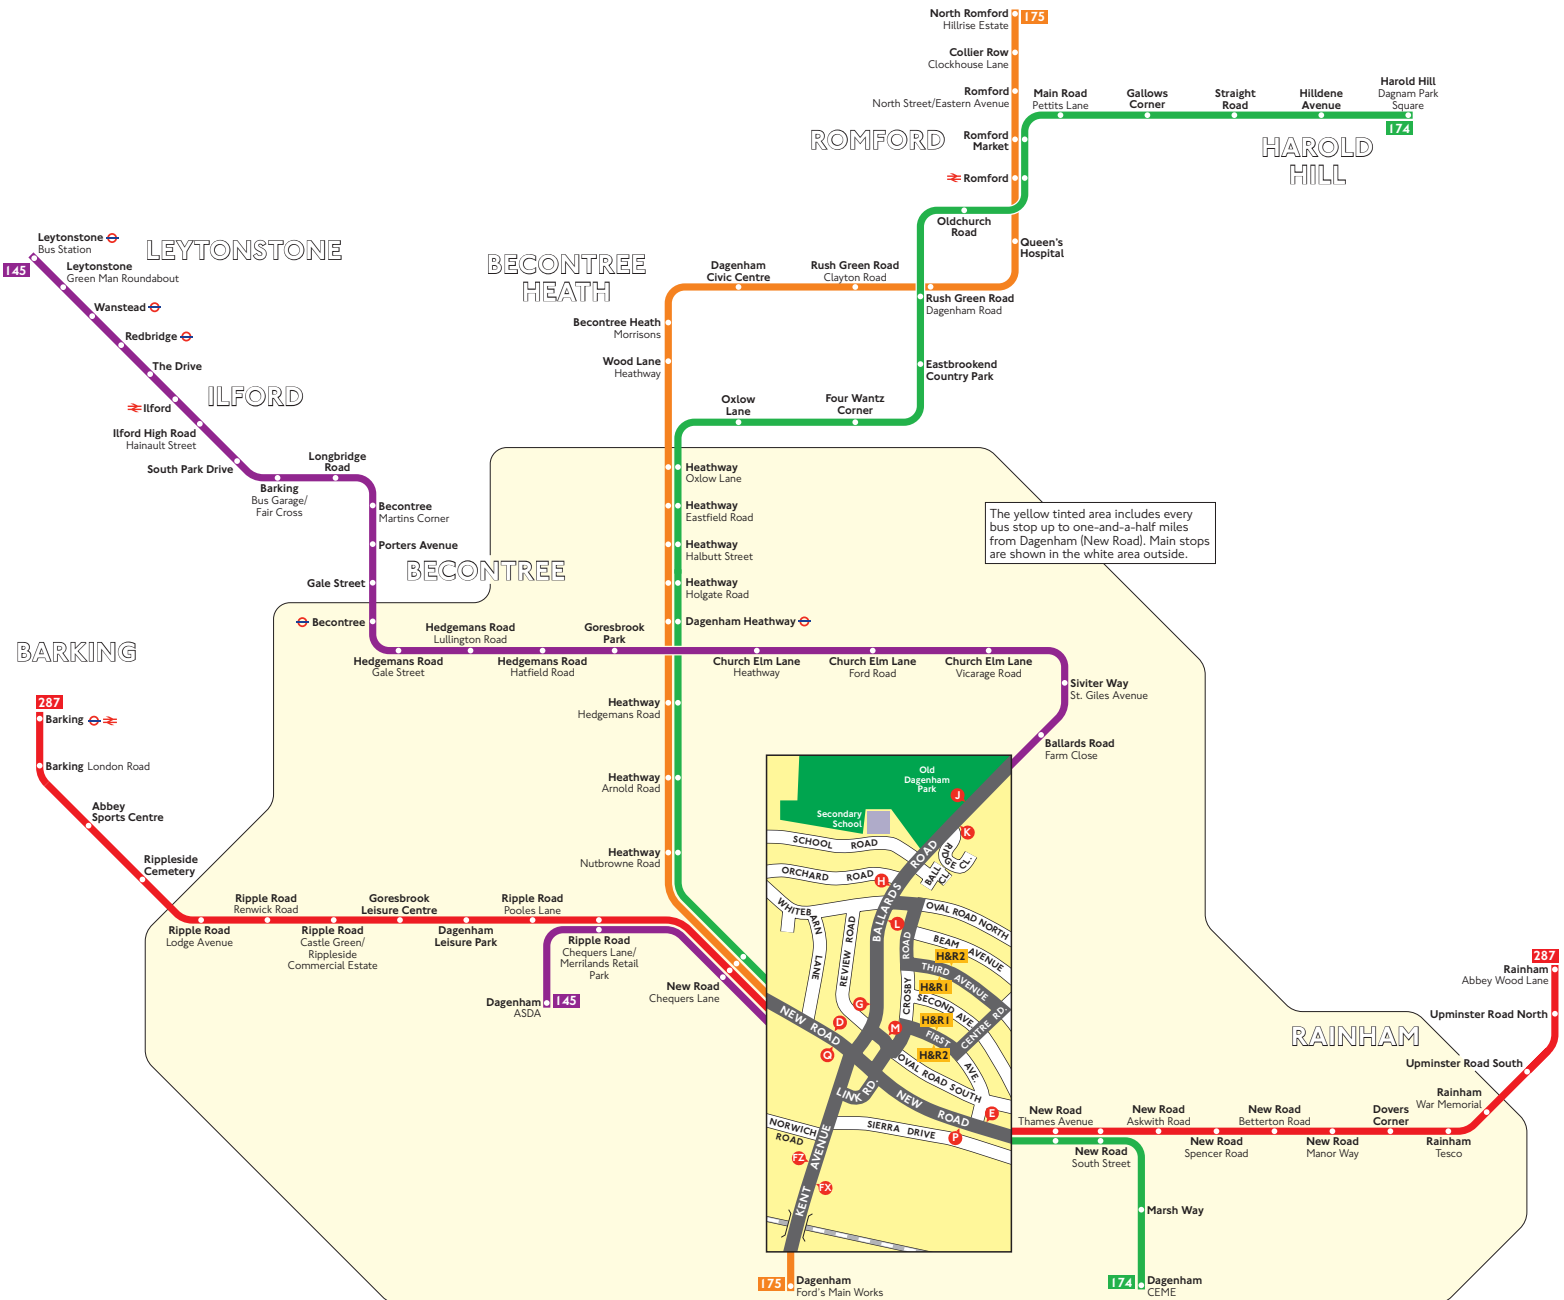 North Romford
Hillrise Estate
175
Collier Row
Clockhouse Lane
Romford
North Street/Eastern Avenue
Main Road
Pettits Lane
Gallows
Corner
Straight
Road
Hilldene
Avenue
Harold Hill
Dagnam Park
Square
174
ROMFORD
Romford
Market
HAROLD
HILL
Romford
Oldchurch
Road
Queen's
Hospital
Leytonstone
Bus Station
145
LEYTONSTONE
Leytonstone
Green Man Roundabout
Wanstead
Redbridge
The Drive
ILFORD
Ilford
Ilford High Road
Hainault Street
South Park Drive
Barking
Bus Garage/
Fair Cross
Longbridge
Road
Becontree
Martins Corner
Porters Avenue
Gale Street
BECONTREE
Becontree
BECONTREE
HEATH
Dagenham
Civic Centre
Rush Green Road
Clayton Road
Rush Green Road
Dagenham Road
Becontree Heath
Morrisons
Wood Lane
Heathway
Eastbrookend
Country Park
Oxlow
Lane
Four Wantz
Corner
Heathway
Oxlow Lane
Heathway
Eastfield Road
Heathway
Halbutt Street
Heathway
Holgate Road
Dagenham Heathway
The yellow tinted area includes every
bus stop up to one-and-a-half miles
from Dagenham (New Road). Main stops
are shown in the white area outside.
Hedgemans Road
Gale Street
Hedgemans Road
Lullington Road
Hedgemans Road
Hatfield Road
Goresbrook
Park
Church Elm Lane
Heathway
Church Elm Lane
Ford Road
Church Elm Lane
Vicarage Road
Siviter Way
St. Giles Avenue
Ballards Road
Farm Close
Heathway
Hedgemans Road
Heathway
Arnold Road
Heathway
Nutbrowne Road
BARKING
287
Barking
Barking London Road
Abbey
Sports Centre
Rippleside
Cemetery
Ripple Road
Lodge Avenue
Ripple Road
Renwick Road
Ripple Road
Castle Green/
Rippleside
Commercial Estate
Goresbrook
Leisure Centre
Dagenham
Leisure Park
Ripple Road
Pooles Lane
Ripple Road
Chequers Lane/
Merrilands Retail
Park
Dagenham
ASDA
145
New Road
Chequers Lane
Old
Dagenham
Park
Secondary
School
J
K
SCHOOL ROAD
ORCHARD ROAD
H
BALLARDS ROAD
RIDGE CL.
BALL CL.
WHITEBARN LANE
REVIEW ROAD
L
OVAL ROAD NORTH
BEAM AVENUE
H&R2
THIRD AVENUE
H&R1
SECOND AVE.
H&R1
CROSBY ROAD
CENTRE RD.
FIRST AVE.
H&R2
G
D
M
Q
NEW ROAD
OVAL ROAD SOUTH
LINK RD.
NEW ROAD
E
P
NORWICH
ROAD
SIERRA DRIVE
FZ
FX
KENT AVENUE
New Road
Thames Avenue
New Road
South Street
New Road
Askwith Road
New Road
Spencer Road
New Road
Betterton Road
New Road
Manor Way
Dovers
Corner
Rainham
Tesco
Rainham
War Memorial
Upminster Road South
Upminster Road North
Rainham
Abbey Wood Lane
287
RAINHAM
Marsh Way
174
Dagenham
CEME
175
Dagenham
Ford's Main Works